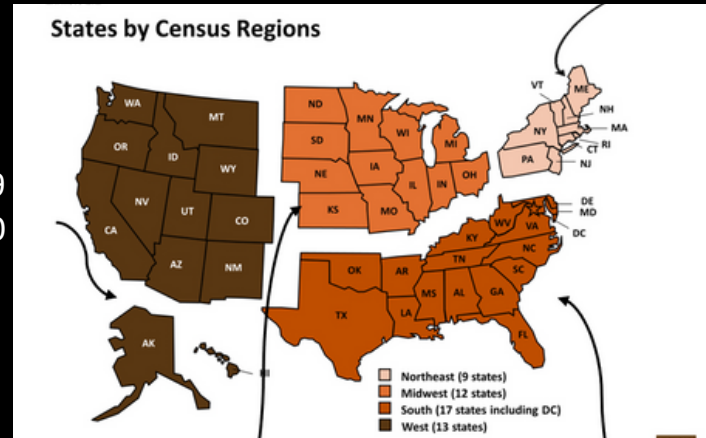 States by Census Regions
WA
MT
OR
ID
WY
NV
UT
CO
CA
AZ
NM
AK
HI
ND
MN
SD
WI
MI
NE
IA
IL
IN
OH
KS
MO
VT
ME
NH
NY
MA
RI
CT
PA
NJ
DE
MD
DC
WV
VA
KY
NC
TN
SC
OK
AR
MS
AL
GA
TX
LA
FL
Northeast (9 states)
Midwest (12 states)
South (17 states including DC)
West (13 states)
9
0